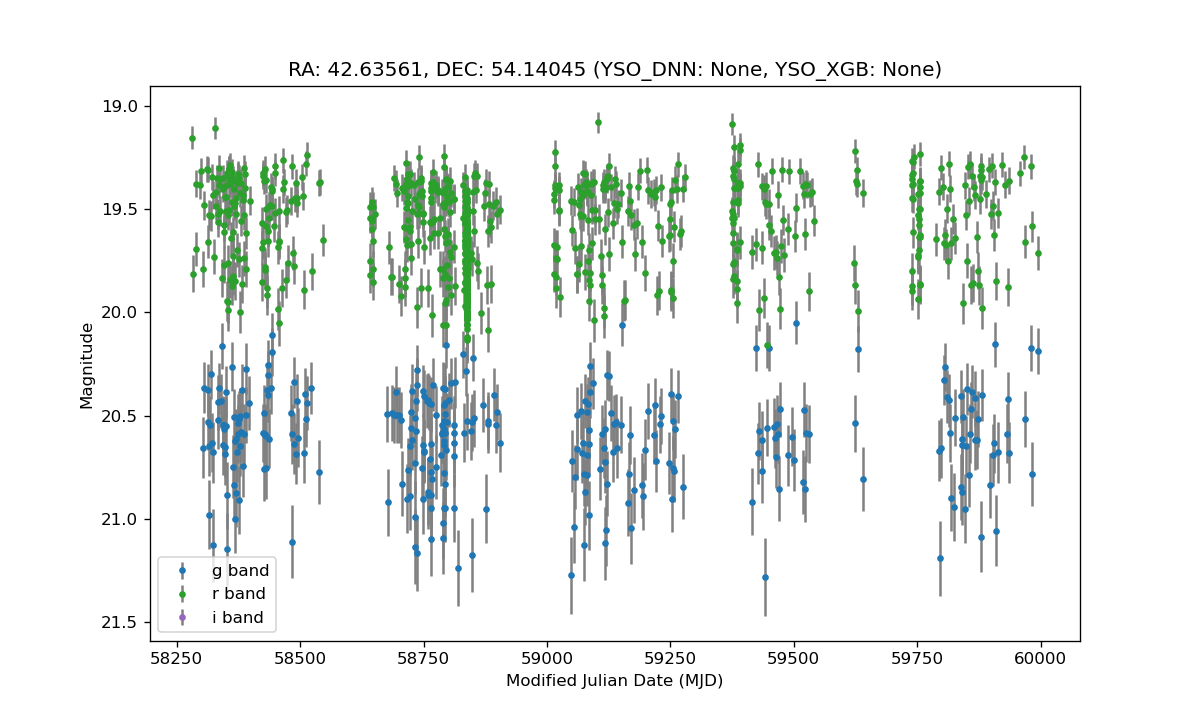 RA: 42.63561, DEC: 54.14045 (YSO_DNN: None, YSO_XGB: None)
19.0
19.5
20.0
20.5
21.0
21.5
Magnitude
g band
r band
i band
58250 58500 58750 59000 59250 59500 59750 60000
Modified Julian Date (MJD)